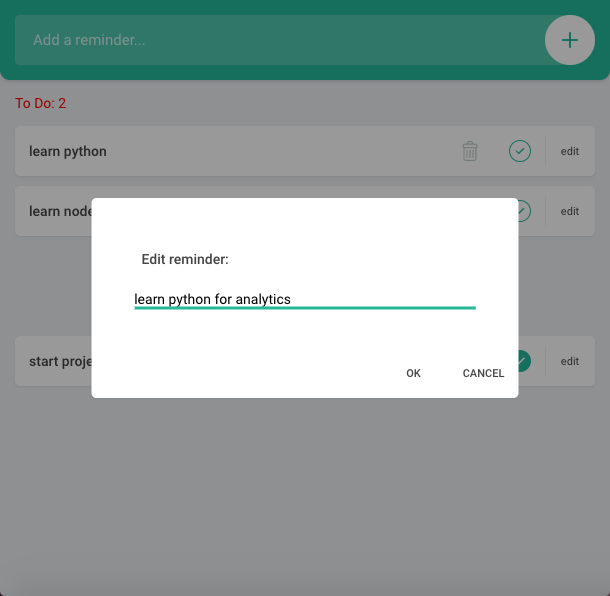 Add a reminder...
To Do: 2
learn python
edit
learn node
edit
Edit reminder:
learn python for analytics
OK
CANCEL
start proje
edit